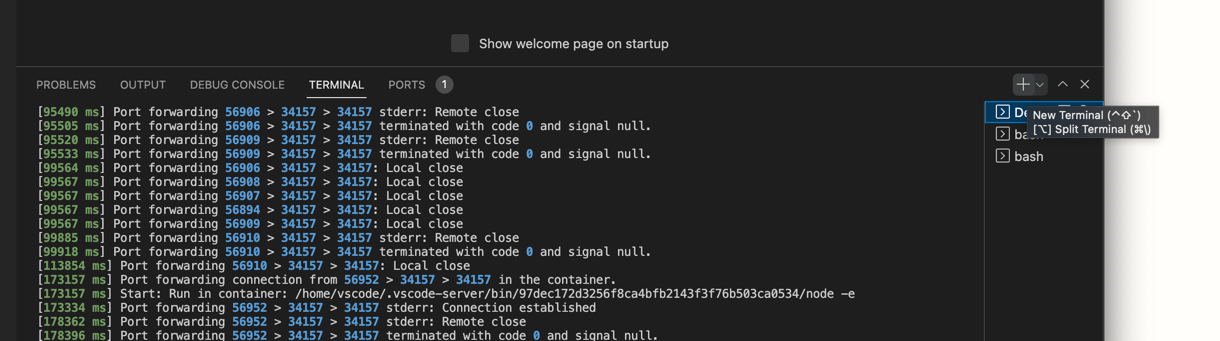 Show welcome page on startup
PROBLEMS OUTPUT DEBUG CONSOLE TERMINAL PORTS 1
[95490 ms] Port forwarding 56906 > 34157 > 34157 stderr: Remote close
[95505 ms] Port forwarding 56906 > 34157 > 34157 terminated with code 0 and signal null.
[95520 ms] Port forwarding 56909 > 34157 > 34157 stderr: Remote close
[95533 ms] Port forwarding 56909 > 34157 > 34157 terminated with code 0 and signal null.
[99564 ms] Port forwarding 56906 > 34157 > 34157: Local close
[99567 ms] Port forwarding 56908 > 34157 > 34157: Local close
[99567 ms] Port forwarding 56907 > 34157 > 34157: Local close
[99567 ms] Port forwarding 56894 > 34157 > 34157: Local close
[99567 ms] Port forwarding 56909 > 34157 > 34157: Local close
[99885 ms] Port forwarding 56910 > 34157 > 34157 stderr: Remote close
[99918 ms] Port forwarding 56910 > 34157 > 34157 terminated with code 0 and signal null.
[113854 ms] Port forwarding 56910 > 34157 > 34157: Local close
[173157 ms] Port forwarding connection from 56952 > 34157 > 34157 in the container.
[173157 ms] Start: Run in container: /home/vscode/.vscode-server/bin/97dec172d3256f8ca4bfb2143f3f76b503ca0534/node -e
[173334 ms] Port forwarding 56952 > 34157 > 34157 stderr: Connection established
[178362 ms] Port forwarding 56952 > 34157 > 34157 stderr: Remote close
[178396 ms] Port forwarding 56952 > 34157 > 34157 terminated with code 0 and signal null.
New Terminal (^⇧`)
[⌥] Split Terminal (⌘\)
bash